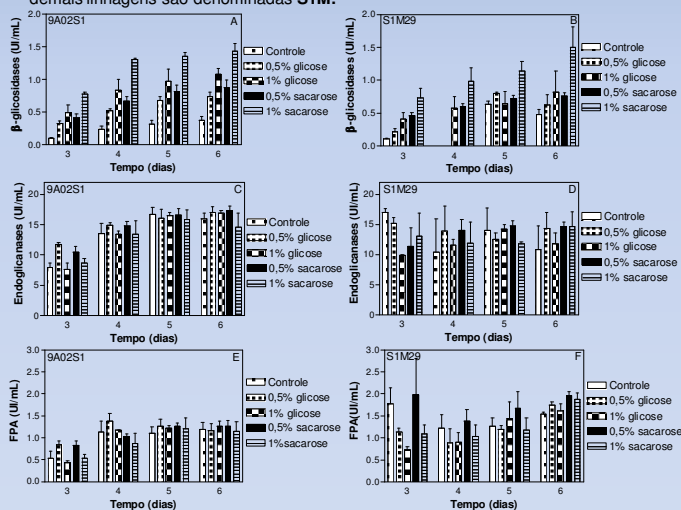 demais linhagens são denominadas S1M.
9A02S1
A
β-glicosidases (UI/mL)
2.0
1.5
1.0
0.5
0.0
3 4 5 6
Tempo (dias)
Controle
0,5% glicose
1% glicose
0,5% sacarose
1% sacarose
S1M29
B
β-glicosidases (UI/mL)
2.0
1.5
1.0
0.5
0.0
3 4 5 6
Tempo (dias)
Controle
0,5% glicose
1% glicose
0,5% sacarose
1% sacarose
9A02S1
C
Endoglicanases (UI/mL)
20
15
10
5
0
3 4 5 6
Tempo (dias)
Controle
0,5% glicose
1% glicose
0,5% sacarose
1% sacarose
S1M29
D
Endoglicanases (UI/mL)
20
15
10
5
0
3 4 5 6
Tempo (dias)
Controle
0,5% glicose
1% glicose
0,5% sacarose
1% sacarose
9A02S1
E
FPA (UI/mL)
3.0
2.5
2.0
1.5
1.0
0.5
0.0
3 4 5 6
Tempo (dias)
Controle
0,5% glicose
1% glicose
0,5% sacarose
1%sacarose
S1M29
F
FPA(UI/mL)
3.0
2.5
2.0
1.5
1.0
0.5
0.0
3 4 5 6
Tempo (dias)
Controle
0,5% glicose
1% glicose
0,5% sacarose
1% sacarose